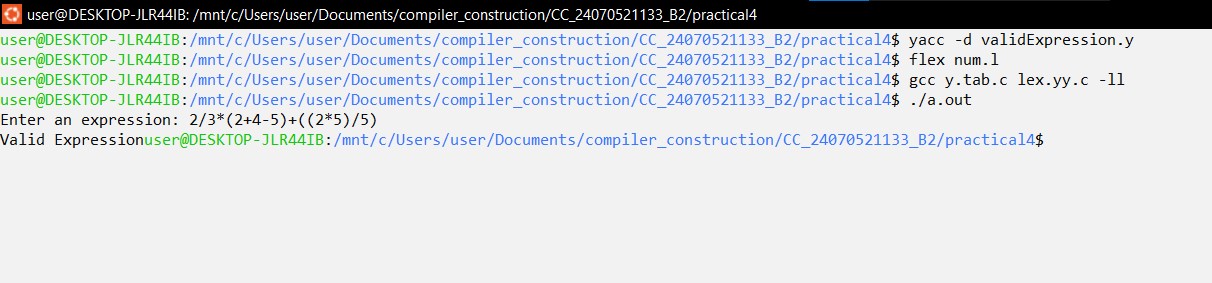 user@DESKTOP-JLR44IB: /mnt/c/Users/user/Documents/compiler_construction/CC_24070521133_B2/practical4
user@DESKTOP-JLR44IB:/mnt/c/Users/user/Documents/compiler_construction/CC_24070521133_B2/practical4$ yacc -d validExpression.y
user@DESKTOP-JLR44IB:/mnt/c/Users/user/Documents/compiler_construction/CC_24070521133_B2/practical4$ flex num.l
user@DESKTOP-JLR44IB:/mnt/c/Users/user/Documents/compiler_construction/CC_24070521133_B2/practical4$ gcc y.tab.c lex.yy.c -ll
user@DESKTOP-JLR44IB:/mnt/c/Users/user/Documents/compiler_construction/CC_24070521133_B2/practical4$ ./a.out
Enter an expression: 2/3*(2+4-5)+((2*5)/5)
Valid Expressionuser@DESKTOP-JLR44IB:/mnt/c/Users/user/Documents/compiler_construction/CC_24070521133_B2/practical4$